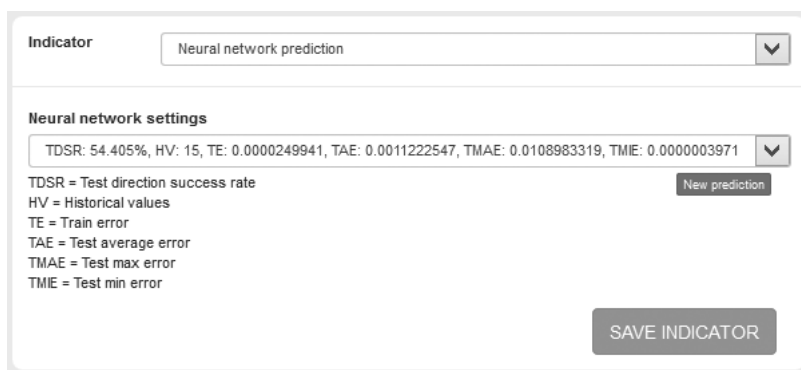 Indicator
Neural network prediction
Neural network settings
TDSR: 54.405%, HV: 15, TE: 0.0000249941, TAE: 0.0011222547, TMAE: 0.0108983319, TMIE: 0.0000003971
TDSR = Test direction success rate
New prediction
HV = Historical values
TE = Train error
TAE = Test average error
TMAE = Test max error
TMIE = Test min error
SAVE INDICATOR